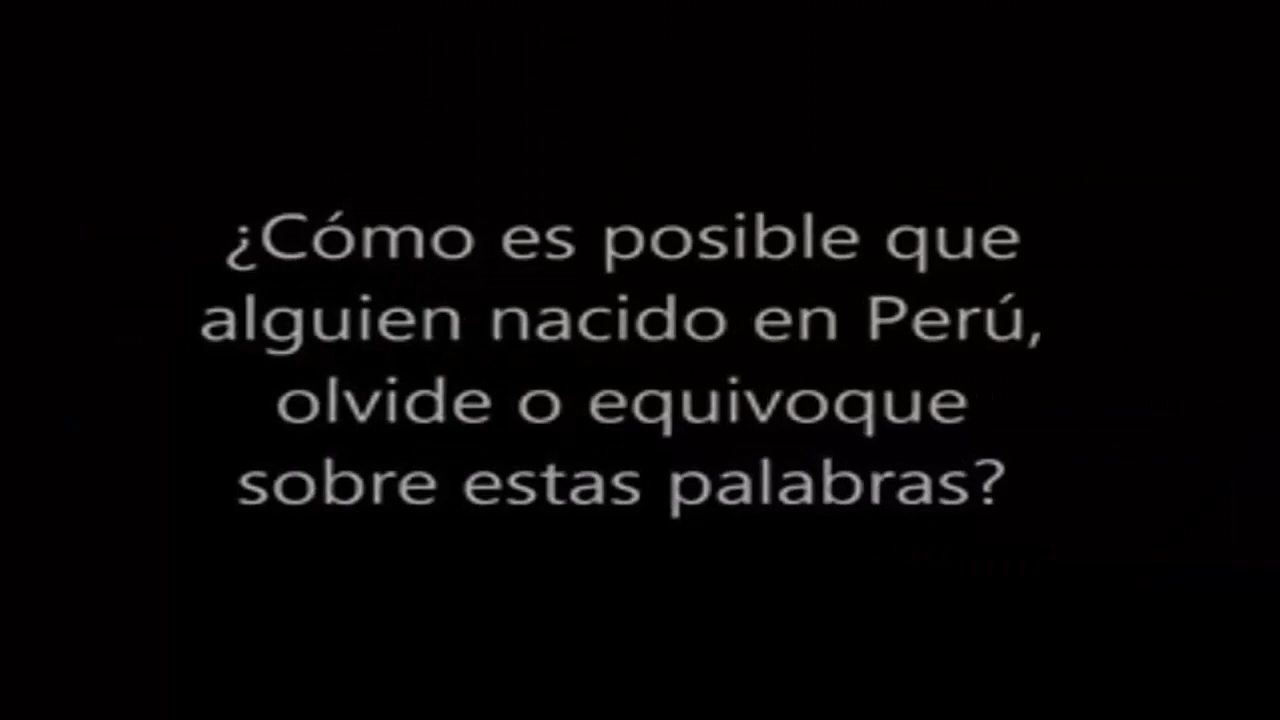 ¿Cómo es posible que
alguien nacido en Perú,
olvide o equivoque
sobre estas palabras?